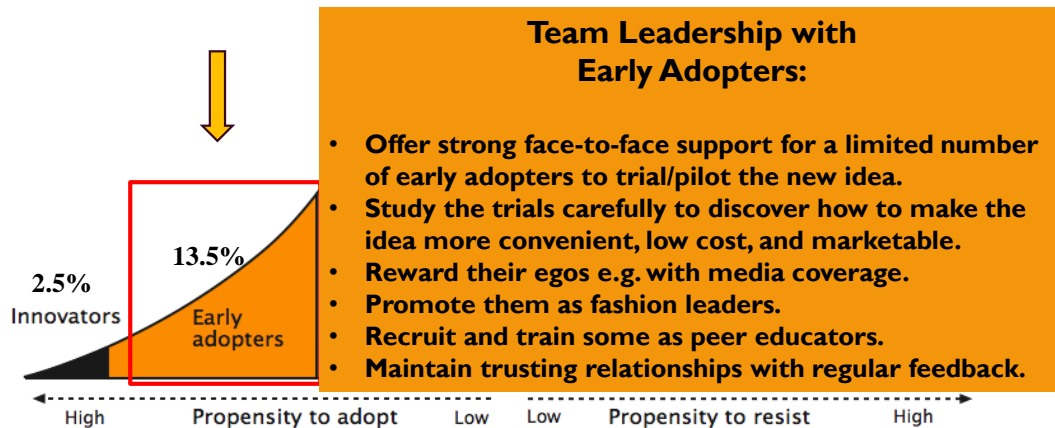 Team Leadership with
Early Adopters:
• Offer strong face-to-face support for a limited number
of early adopters to trial/pilot the new idea.
• Study the trials carefully to discover how to make the
idea more convenient, low cost, and marketable.
• Reward their egos e.g. with media coverage.
• Promote them as fashion leaders.
• Recruit and train some as peer educators.
• Maintain trusting relationships with regular feedback.
2.5%
Innovators
13.5%
Early
adopters
High Propensity to adopt Low Low Propensity to resist High